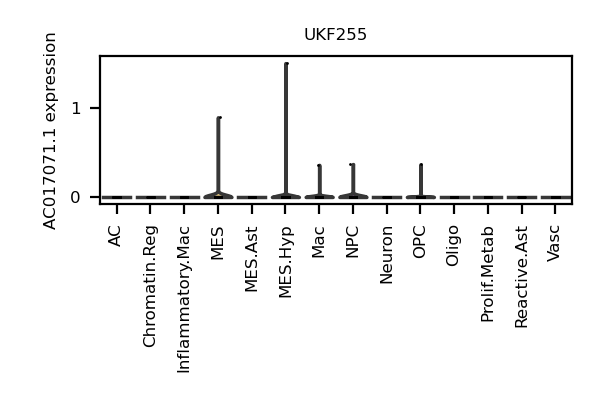 UKF255
AC017071.1 expression
1
0
AC
Chromatin.Reg
Inflammatory.Mac
MES
MES.Ast
MES.Hyp
Mac
NPC
Neuron
OPC
Oligo
Prolif.Metab
Reactive.Ast
Vasc